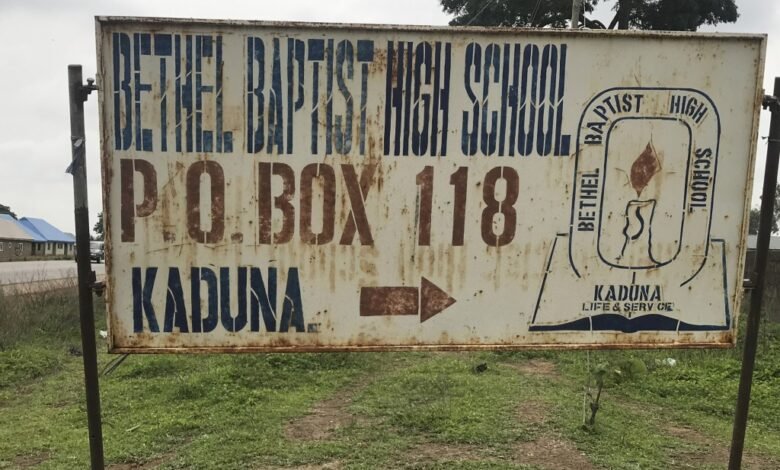 BETHEL BAPTIST HIGH SCHOOL
P.O. BOX 118
KADUNA.
BETHEL BAPTIST HIGH SCHOOL
KADUNA
LIFE & SERVICE